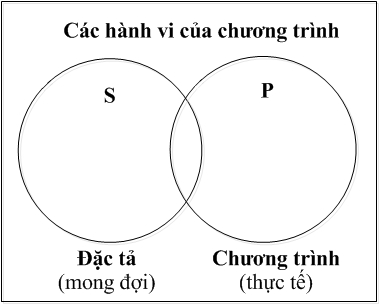 Các hành vi của chương trình
S
P
Đặc tả
(mong đợi)
Chương trình
(thực tế)